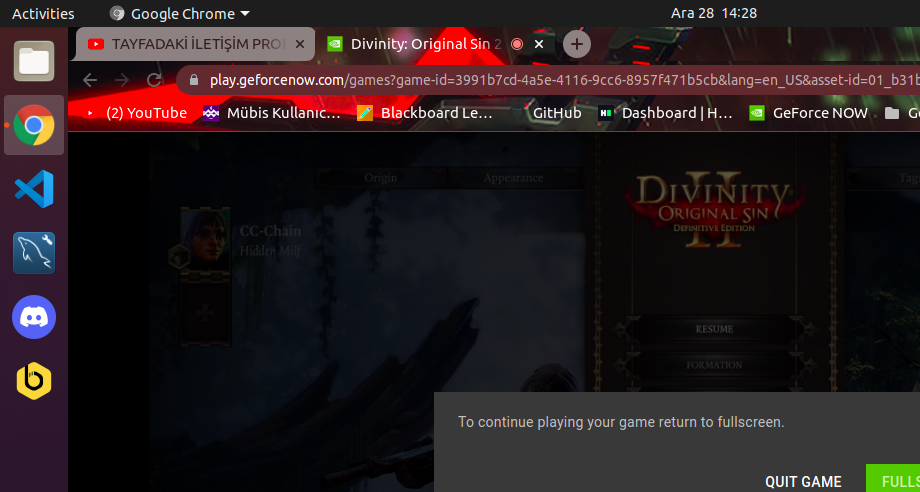 Activities Google Chrome Ara 28 14:28
TAYFADAKİ İLETİŞİM PRO
Divinity: Original Sin 2
play.geforcenow.com/games?game-id=3991b7cd-4a5e-4116-9cc6-8957f471b5cb&lang=en_US&asset-id=01_b31b
(2) YouTube Mübis Kullanıc... Blackboard Le... GitHub Dashboard | H... GeForce NOW
Origin Appearance Tags
DIVINITY
II
ORIGINAL SIN
DEFINITIVE EDITION
CC-Chain
Hidden Milf
RESUME
FORMATION
To continue playing your game return to fullscreen.
QUIT GAME FULLS